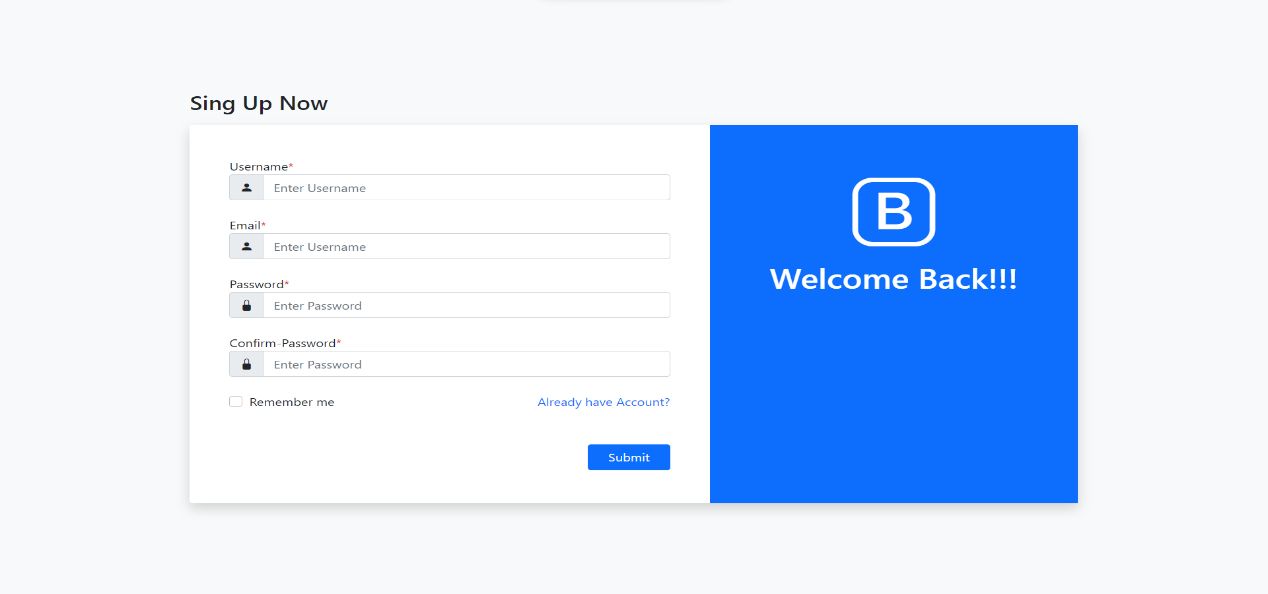 Sing Up Now
Username*
Enter Username
Email*
Enter Username
Password*
Enter Password
Confirm-Password*
Enter Password
Remember me
Already have Account?
Submit
B
Welcome Back!!!